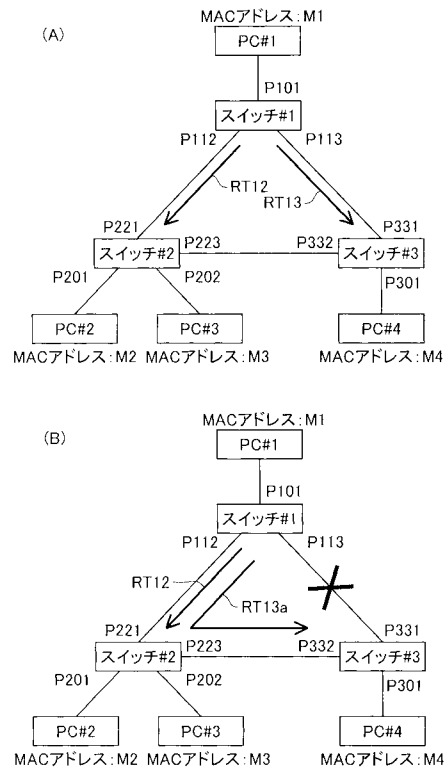 (A)
MACアドレス:M1
PC#1
P101
スイッチ#1
P112
P113
RT12
RT13
P221
P331
スイッチ#2
P223
P332
スイッチ#3
P201
P202
P301
PC#2
PC#3
PC#4
MACアドレス:M2
MACアドレス:M3
MACアドレス:M4
(B)
MACアドレス:M1
PC#1
P101
スイッチ#1
P112
P113
RT12
RT13a
P221
P331
スイッチ#2
P223
P332
スイッチ#3
P201
P202
P301
PC#2
PC#3
PC#4
MACアドレス:M2
MACアドレス:M3
MACアドレス:M4